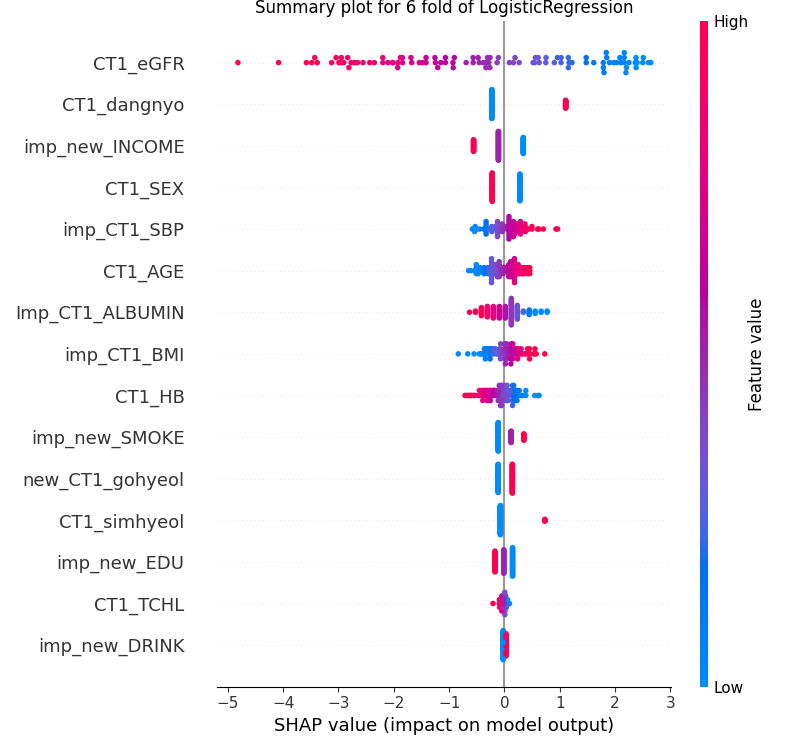 Summary plot for 6 fold of LogisticRegression
High
CT1_eGFR
CT1_dangnyo
imp_new_INCOME
CT1_SEX
imp_CT1_SBP
CT1_AGE
Imp_CT1_ALBUMIN
imp_CT1_BMI
CT1_HB
imp_new_SMOKE
new_CT1_gohyeol
CT1_simhyeol
imp_new_EDU
CT1_TCHL
imp_new_DRINK
Feature value
Low
−5 −4 −3 −2 −1 0 1 2 3
SHAP value (impact on model output)